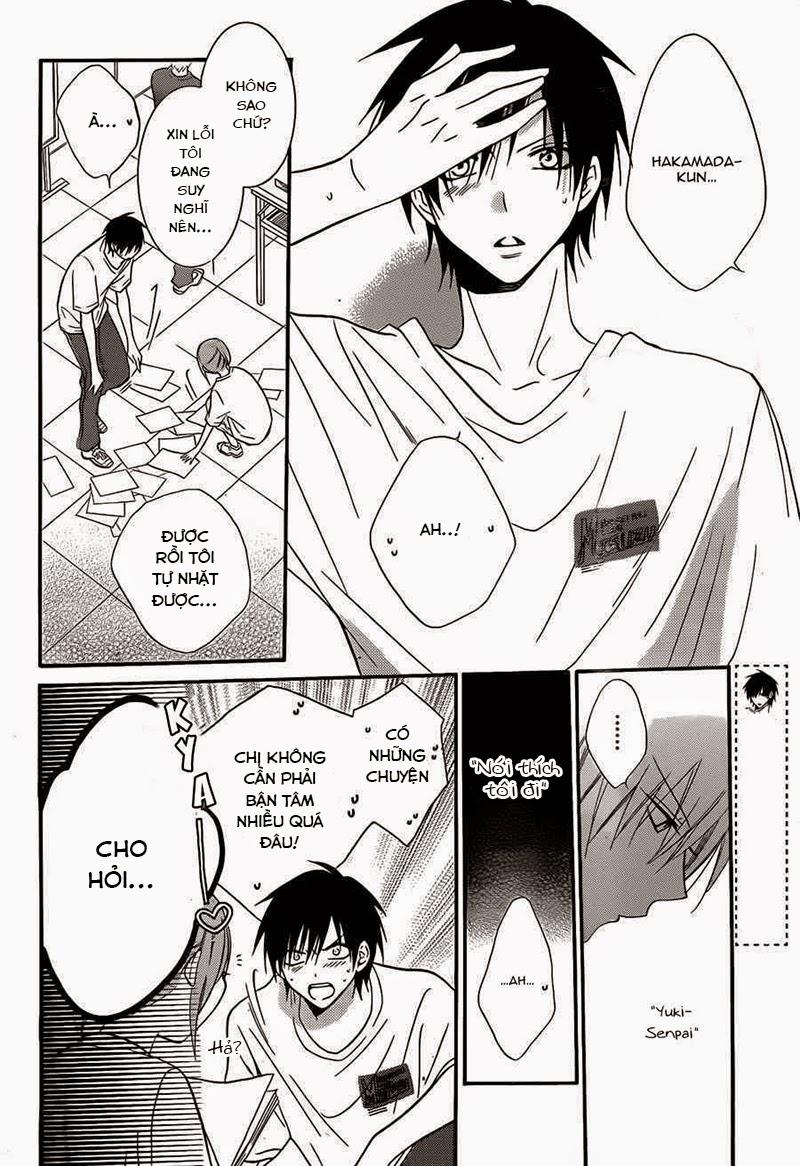 HAKAMADA-
KUN...
AH..!
KHÔNG
SAO
CHỨ?
XIN LỖI
TÔI
ĐANG
SUY
NGHĨ
NÊN...
À...
ĐƯỢC
RỒI TÔI
TỰ NHẶT
ĐƯỢC...
"Yuki-
Senpai"
"Nói thích
tôi đi"
...AH...
CÓ
NHỮNG
CHUYỆN
CHỊ KHÔNG
CẦN PHẢI
BẬN TÂM
NHIỀU QUÁ
ĐÂU!
Hả?
KYA
CHO
HỎI...